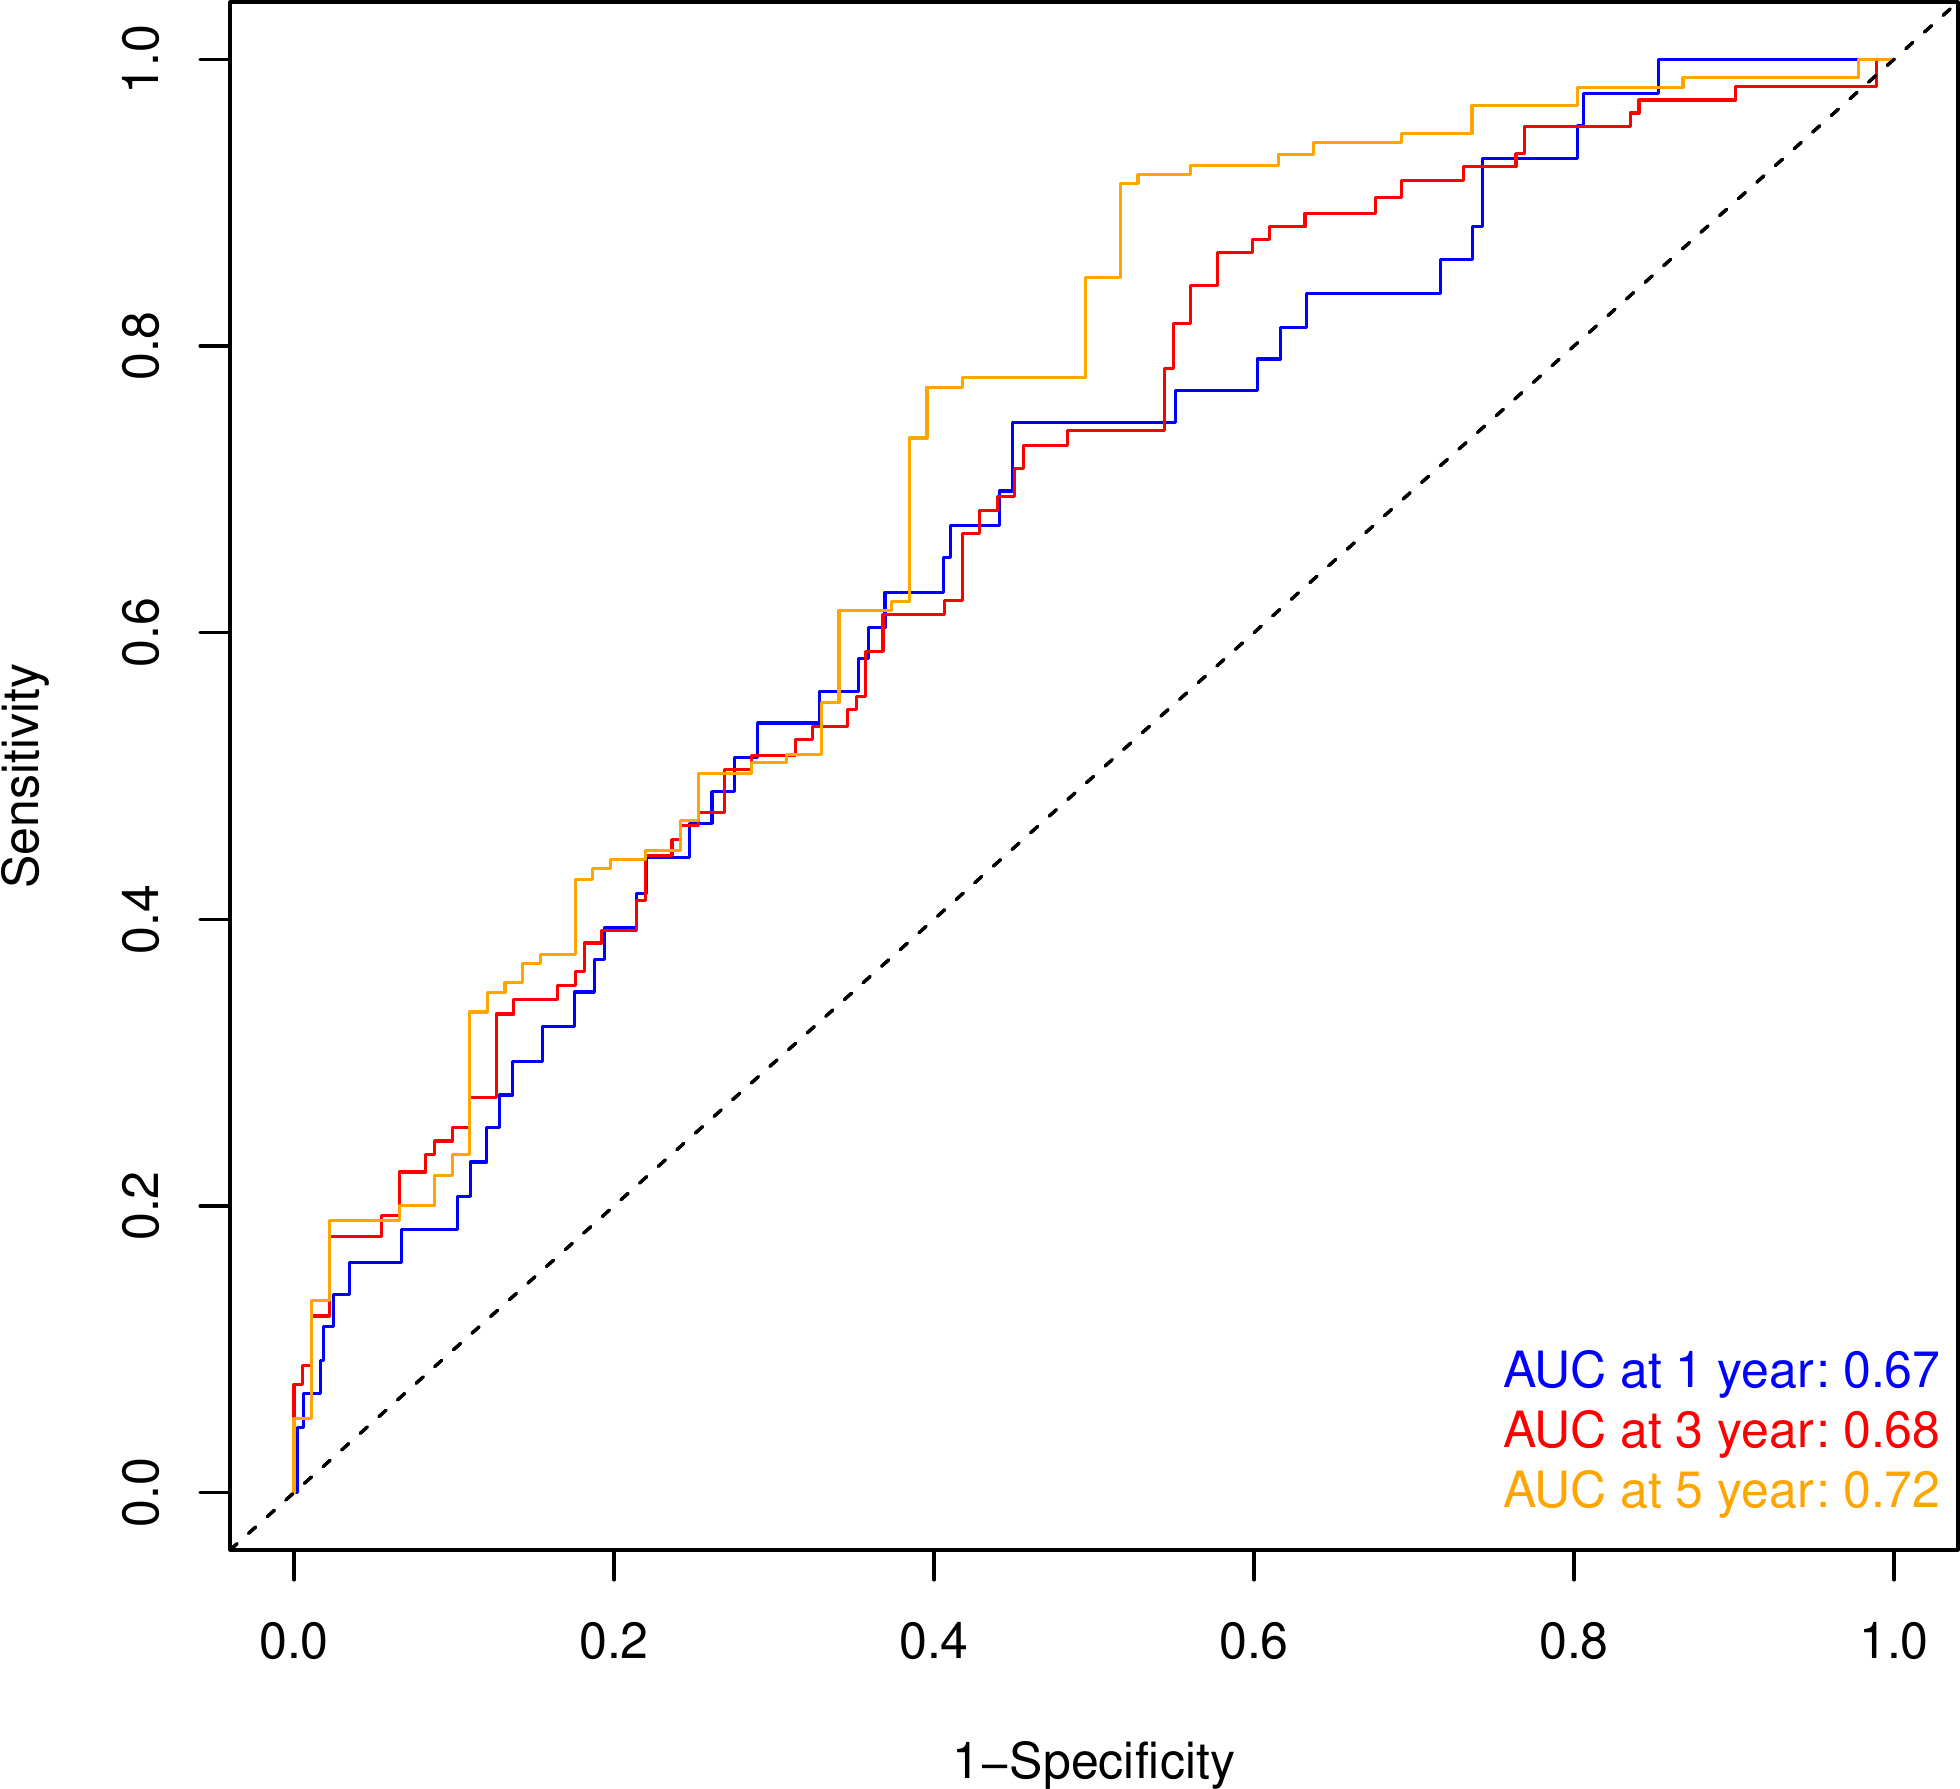 1.0
0.8
0.6
0.4
0.2
0.0
Sensitivity
AUC at 1 year: 0.67
AUC at 3 year: 0.68
AUC at 5 year: 0.72
0.0 0.2 0.4 0.6 0.8 1.0
1−Specificity